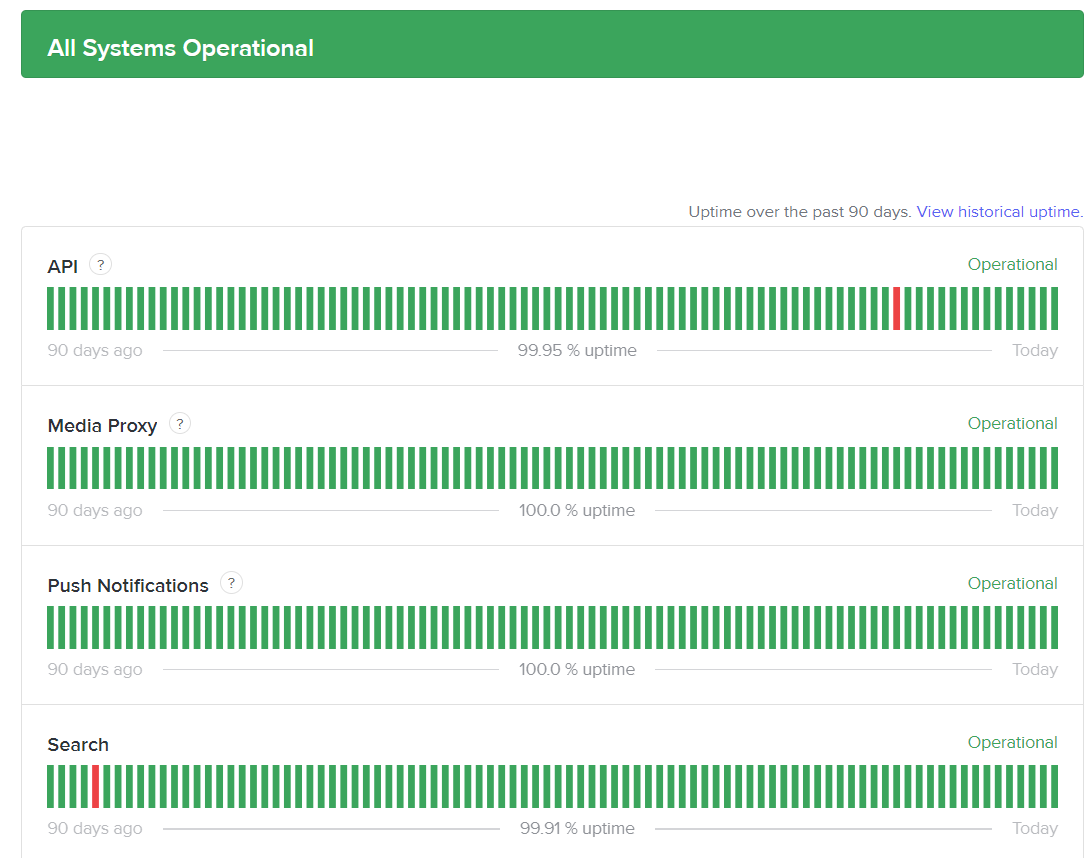 All Systems Operational
Uptime over the past 90 days. View historical uptime.
API ? Operational
90 days ago 99.95 % uptime Today
Media Proxy ? Operational
90 days ago 100.0 % uptime Today
Push Notifications ? Operational
90 days ago 100.0 % uptime Today
Search Operational
90 days ago 99.91 % uptime Today